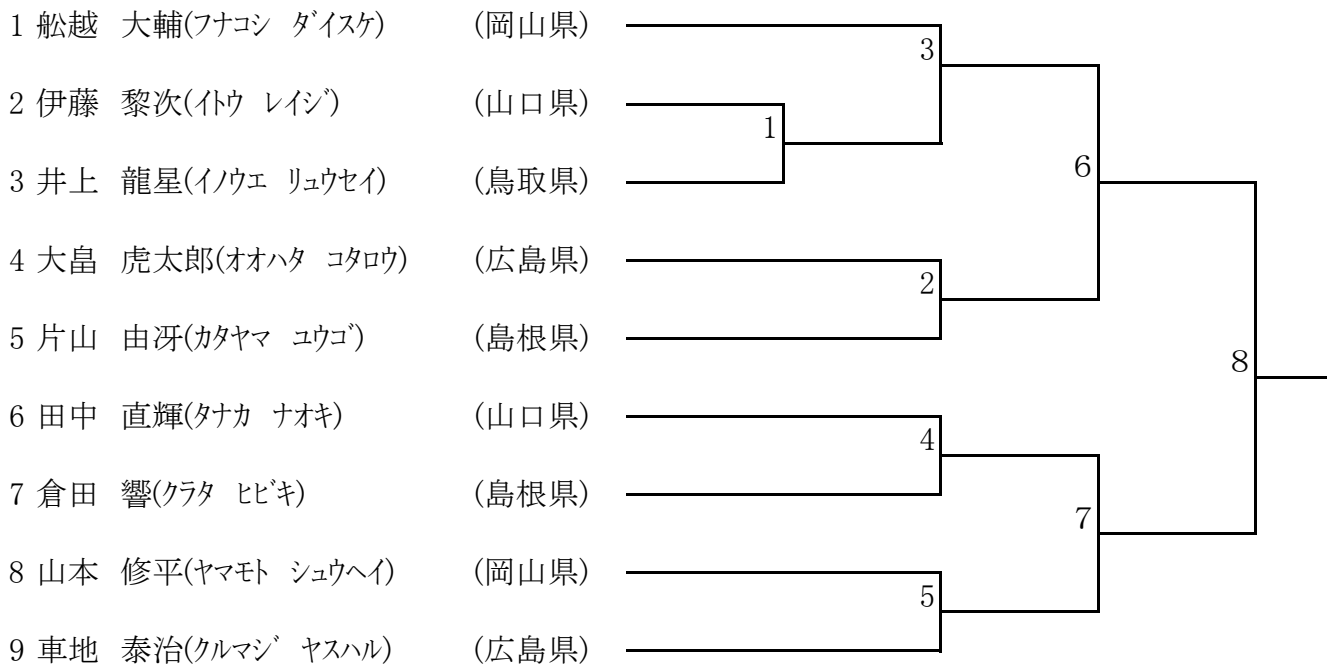 1 舩越 大輔(フナコシ ダイスケ) (岡山県)
3
2 伊藤 黎次(イトウ レイジ) (山口県)
1
3 井上 龍星(イノウエ リュウセイ) (鳥取県)
6
4 大畠 虎太郎(オオハタ コタロウ) (広島県)
2
5 片山 由冴(カタヤマ ユウゴ) (島根県)
8
6 田中 直輝(タナカ ナオキ) (山口県)
4
7 倉田 響(クラタ ヒビキ) (島根県)
7
8 山本 修平(ヤマモト シュウヘイ) (岡山県)
5
9 車地 泰治(クルマジ ヤスハル) (広島県)